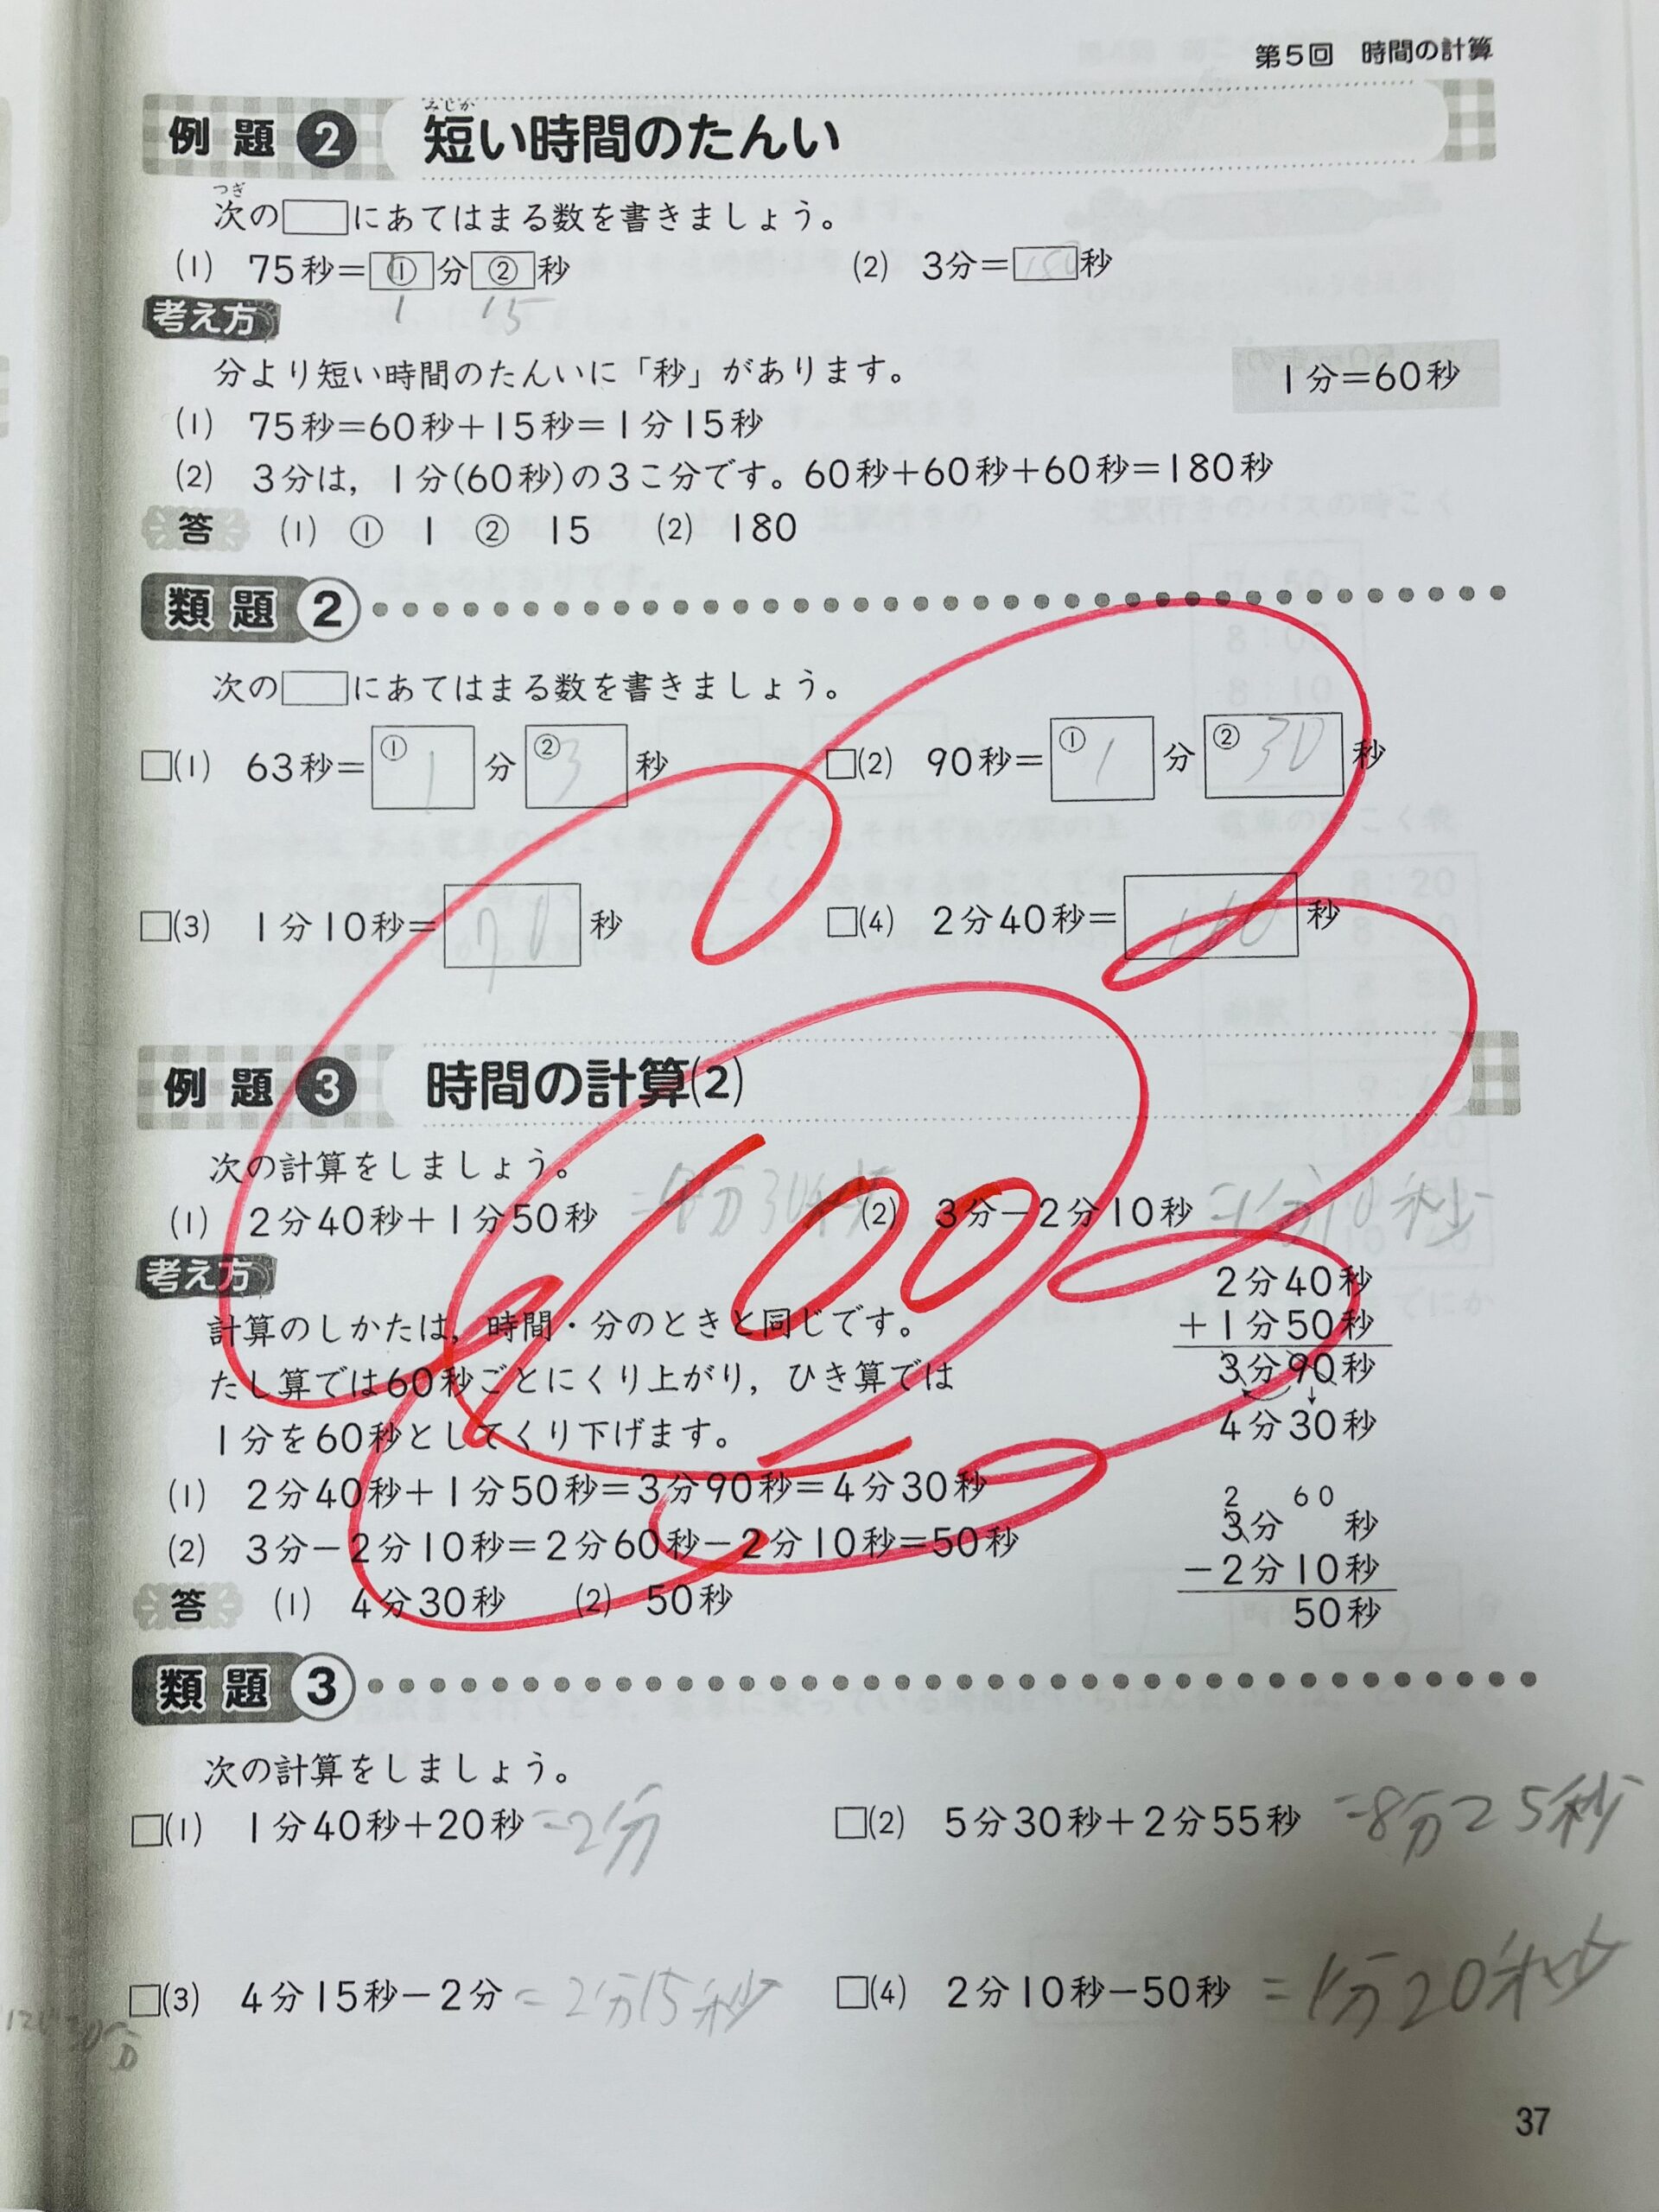 第5回 時間の計算
例題2 短い時間のたんい
みじか
つぎ
次の□にあてはまる数を書きましょう。
(1) 75秒=①分②秒 (2) 3分=180秒
1 15
考え方
分より短い時間のたんいに「秒」があります。
1分=60秒
(1) 75秒=60秒+15秒=1分15秒
(2) 3分は,1分(60秒)の3こ分です。60秒+60秒+60秒=180秒
答 (1) ① 1 ② 15 (2) 180
類題2
次の□にあてはまる数を書きましょう。
□(1) 63秒=①1分②3秒 □(2) 90秒=①1分②30秒
□(3) 1分10秒=70秒 □(4) 2分40秒=160秒
例題3 時間の計算(2)
次の計算をしましょう。
(1) 2分40秒+1分50秒=4分30秒 (2) 3分-2分10秒
100
考え方
計算のしかたは,時間・分のときと同じです。
たし算では60秒ごとにくり上がり,ひき算では
1分を60秒としてくり下げます。
2分40秒
+1分50秒
3分90秒
4分30秒
(1) 2分40秒+1分50秒=3分90秒=4分30秒
(2) 3分-2分10秒=2分60秒-2分10秒=50秒
2 60
3分 秒
-2分10秒
50秒
答 (1) 4分30秒 (2) 50秒
類題3
次の計算をしましょう。
□(1) 1分40秒+20秒=2分 □(2) 5分30秒+2分55秒=8分25秒
□(3) 4分15秒-2分=2分15秒 □(4) 2分10秒-50秒=1分20秒
37